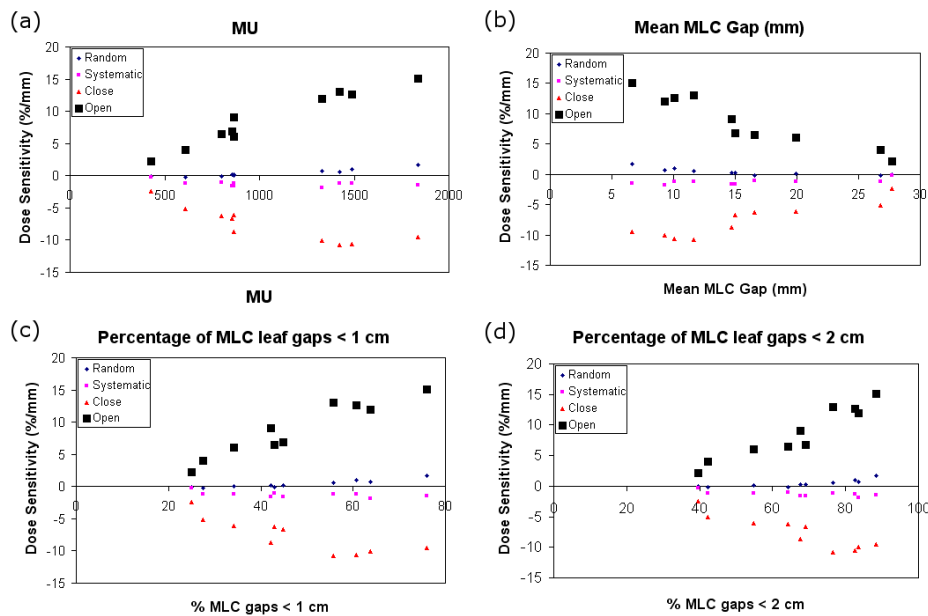 (a)
MU
Dose Sensitivity (%/mm)
20
15
10
5
0
-5
-10
-15
Random
Systematic
Close
Open
0 500 1000 1500 2000
MU
(b)
Mean MLC Gap (mm)
Dose Sensitivity (%/mm)
20
15
10
5
0
-5
-10
-15
Random
Systematic
Close
Open
0 5 10 15 20 25 30
Mean MLC Gap (mm)
(c)
Percentage of MLC leaf gaps < 1 cm
Dose Sensitivity (%/mm)
20
15
10
5
0
-5
-10
-15
Random
Systematic
Close
Open
0 20 40 60 80
% MLC gaps < 1 cm
(d)
Percentage of MLC leaf gaps < 2 cm
Dose Sensitivity (%/mm)
20
15
10
5
0
-5
-10
-15
Random
Systematic
Close
Open
0 20 40 60 80 100
% MLC gaps < 2 cm